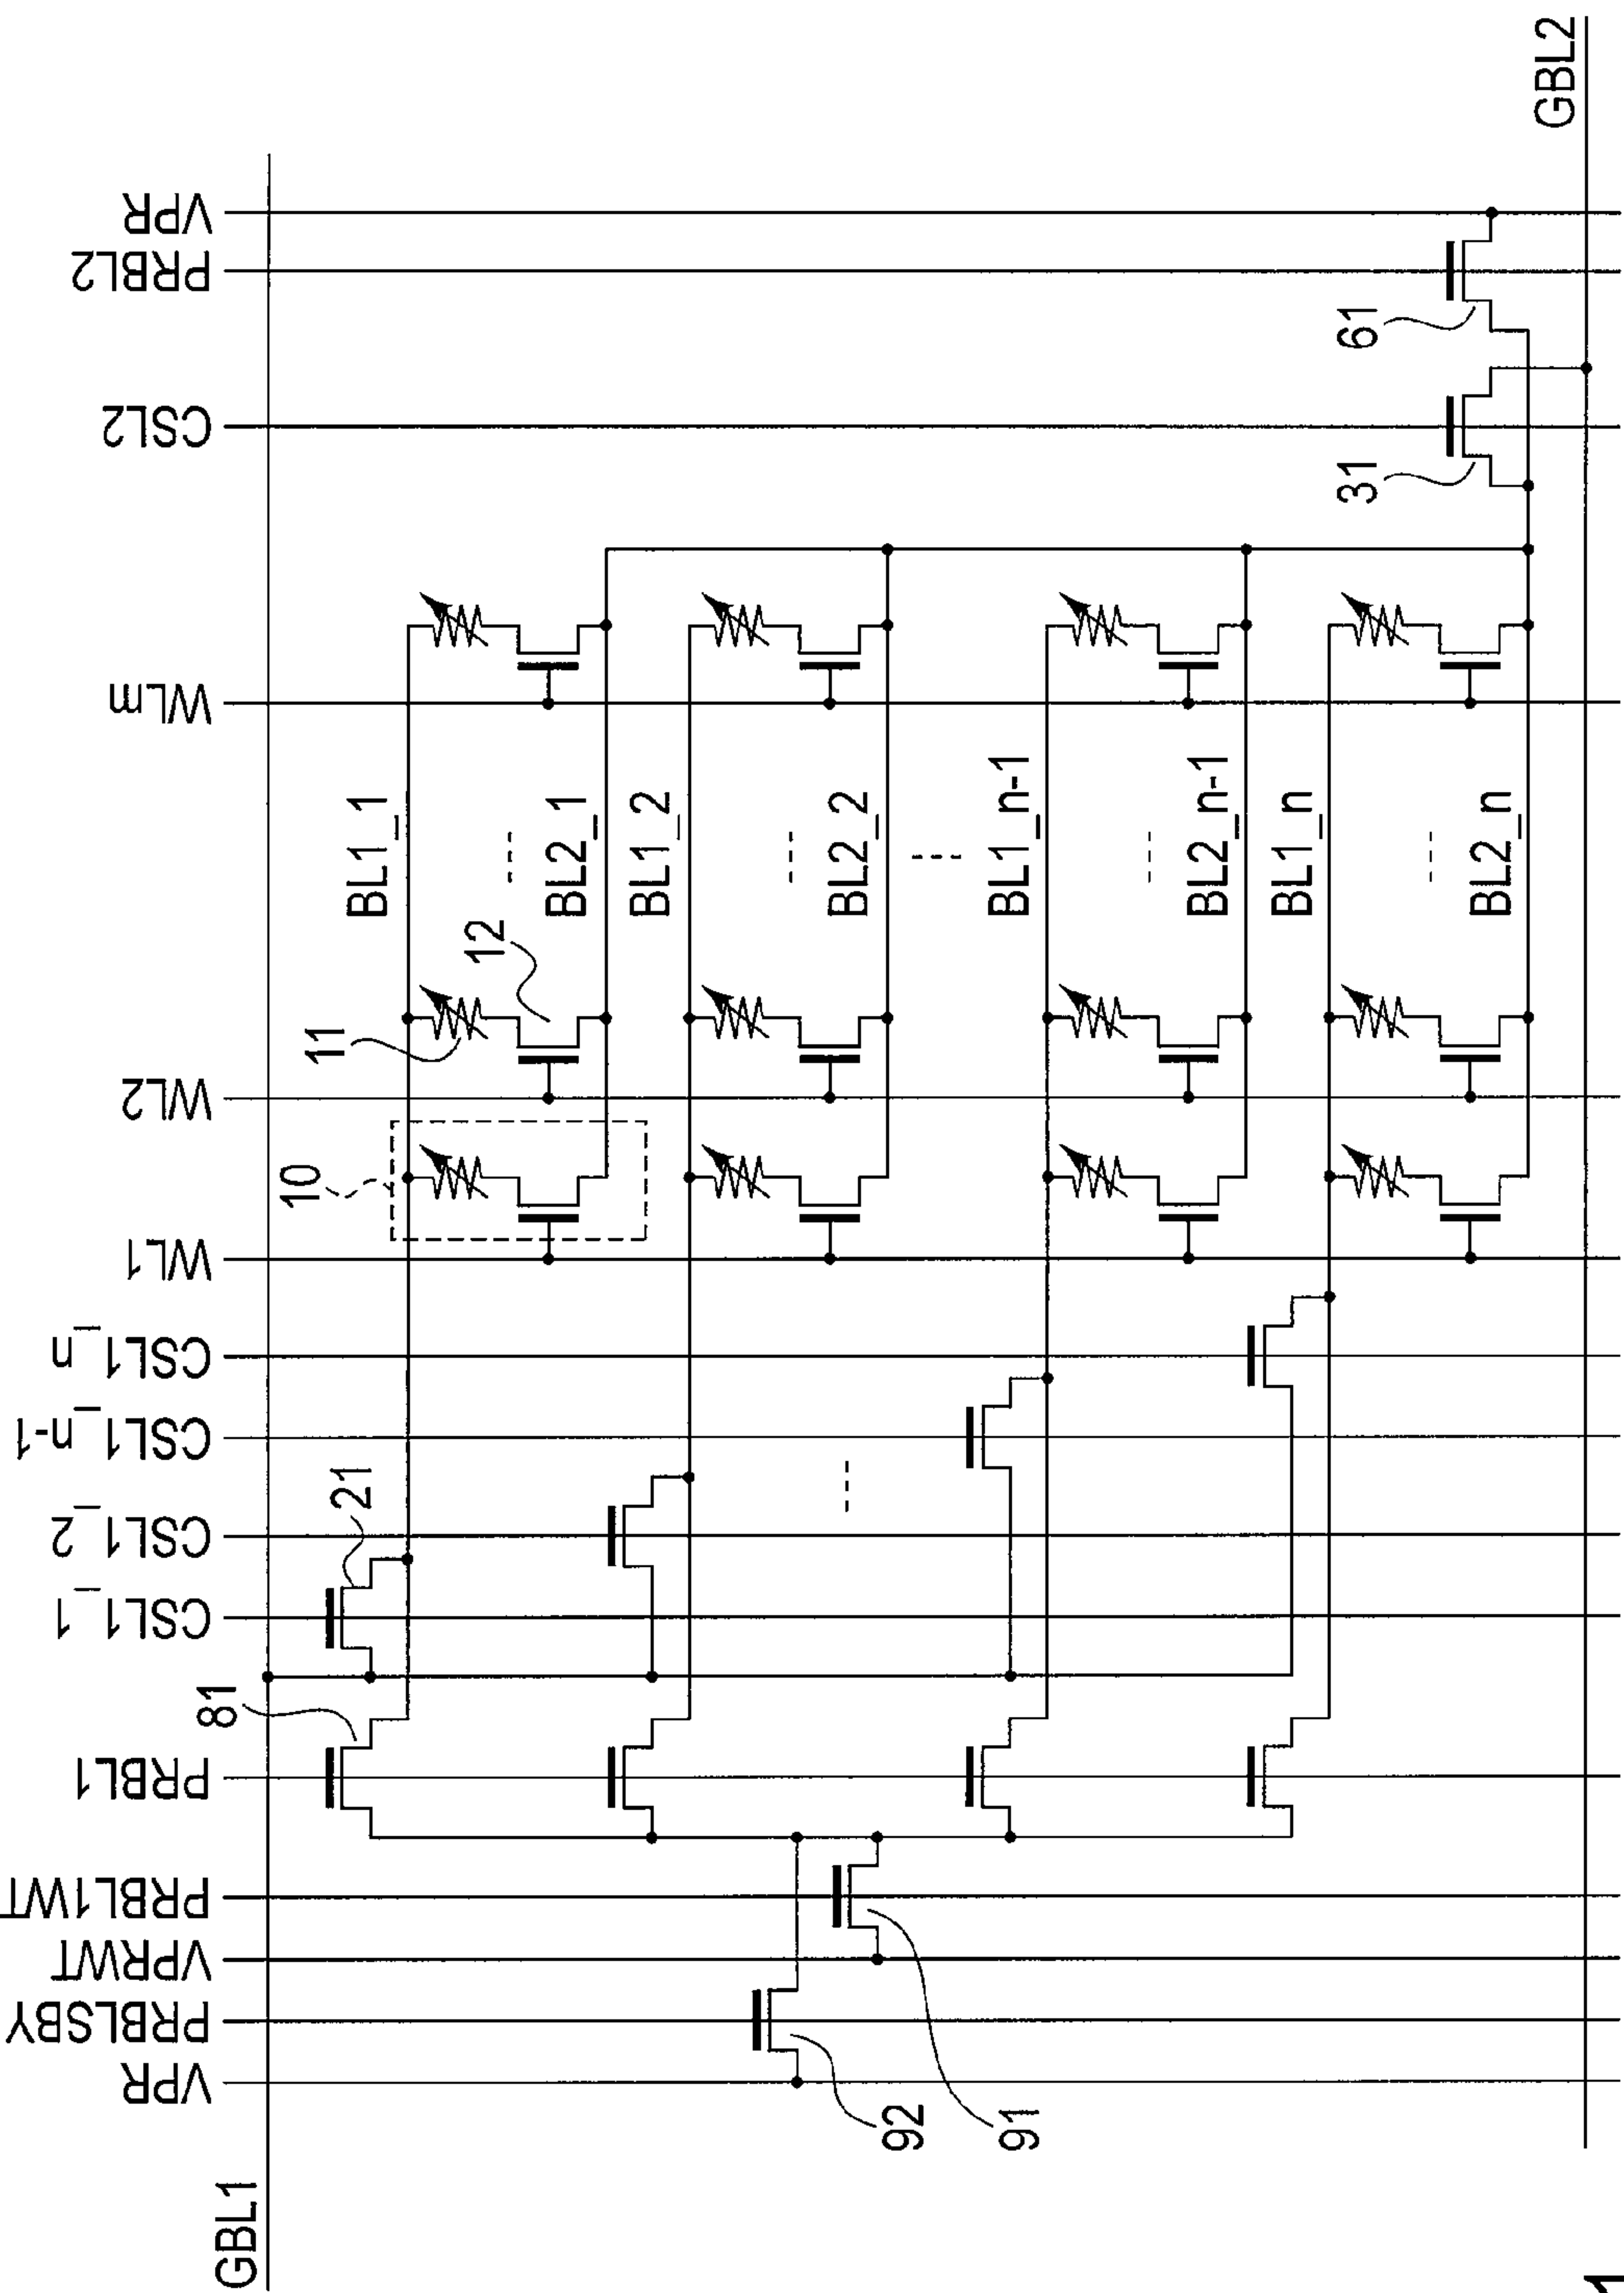 GBL1
VPR
PRBLSBY
VPRWT
PRBL1WT
PRBL1
CSL1_1
CSL1_2
CSL1_n-1
CSL1_n
WL1
WL2
WLm
CSL2
PRBL2
VPR
81
21
10
11
12
BL1_1
BL2_1
BL1_2
BL2_2
BL1_n-1
BL2_n-1
BL1_n
BL2_n
92
91
31
61
GBL2
1